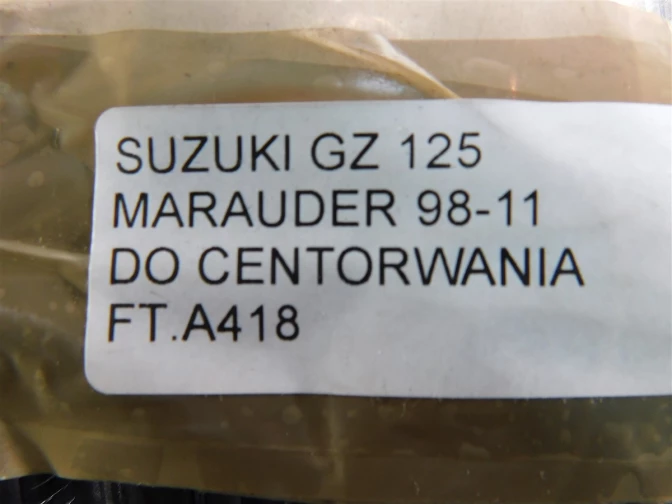 SUZUKI GZ 125
MARAUDER 98-11
DO CENTORWANIA
FT.A418